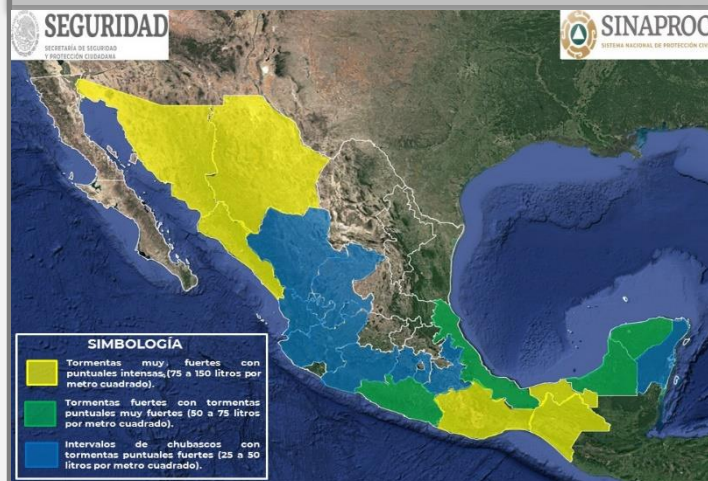 SEGURIDAD
SECRETARÍA DE SEGURIDAD
Y PROTECCIÓN CIUDADANA
SINAPROC
SISTEMA NACIONAL DE PROTECCIÓN CIV
SIMBOLOGÍA
Tormentas muy fuertes con
puntuales intensas, (75 a 150 litros por
metro cuadrado).
Tormentas fuertes con tormentas
puntuales muy fuertes (50 a 75 litros
por metro cuadrado).
Intervalos de chubascos con
tormentas puntuales fuertes (25 a 50
litros por metro cuadrado).